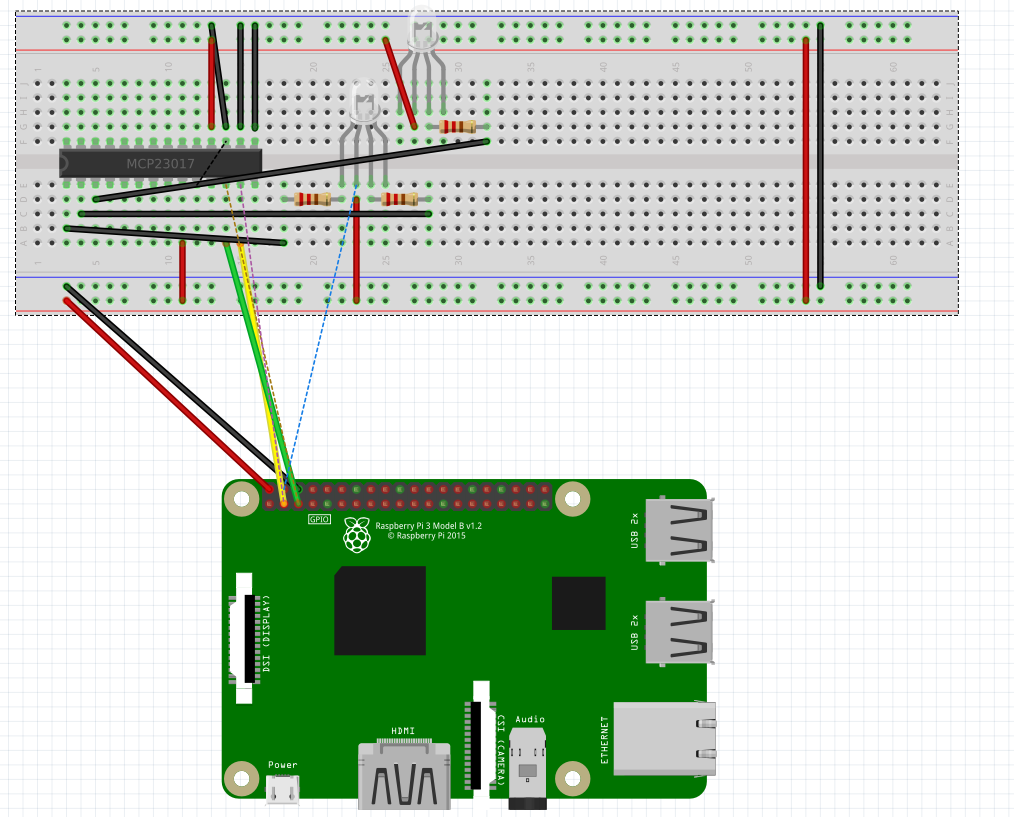 1 5 10 15 20 25 30 35 40 45 50 55 60
J
I
H
G
F
MCP23017
E
D
C
B
A
1 5 10 15 20 25 30 35 40 45 50 55 60
GPIO
Raspberry Pi 3 Model B v1.2
© Raspberry Pi 2015
USB 2x
DSI (DISPLAY)
USB 2x
Audio
CSI (CAMERA)
ETHERNET
HDMI
Power